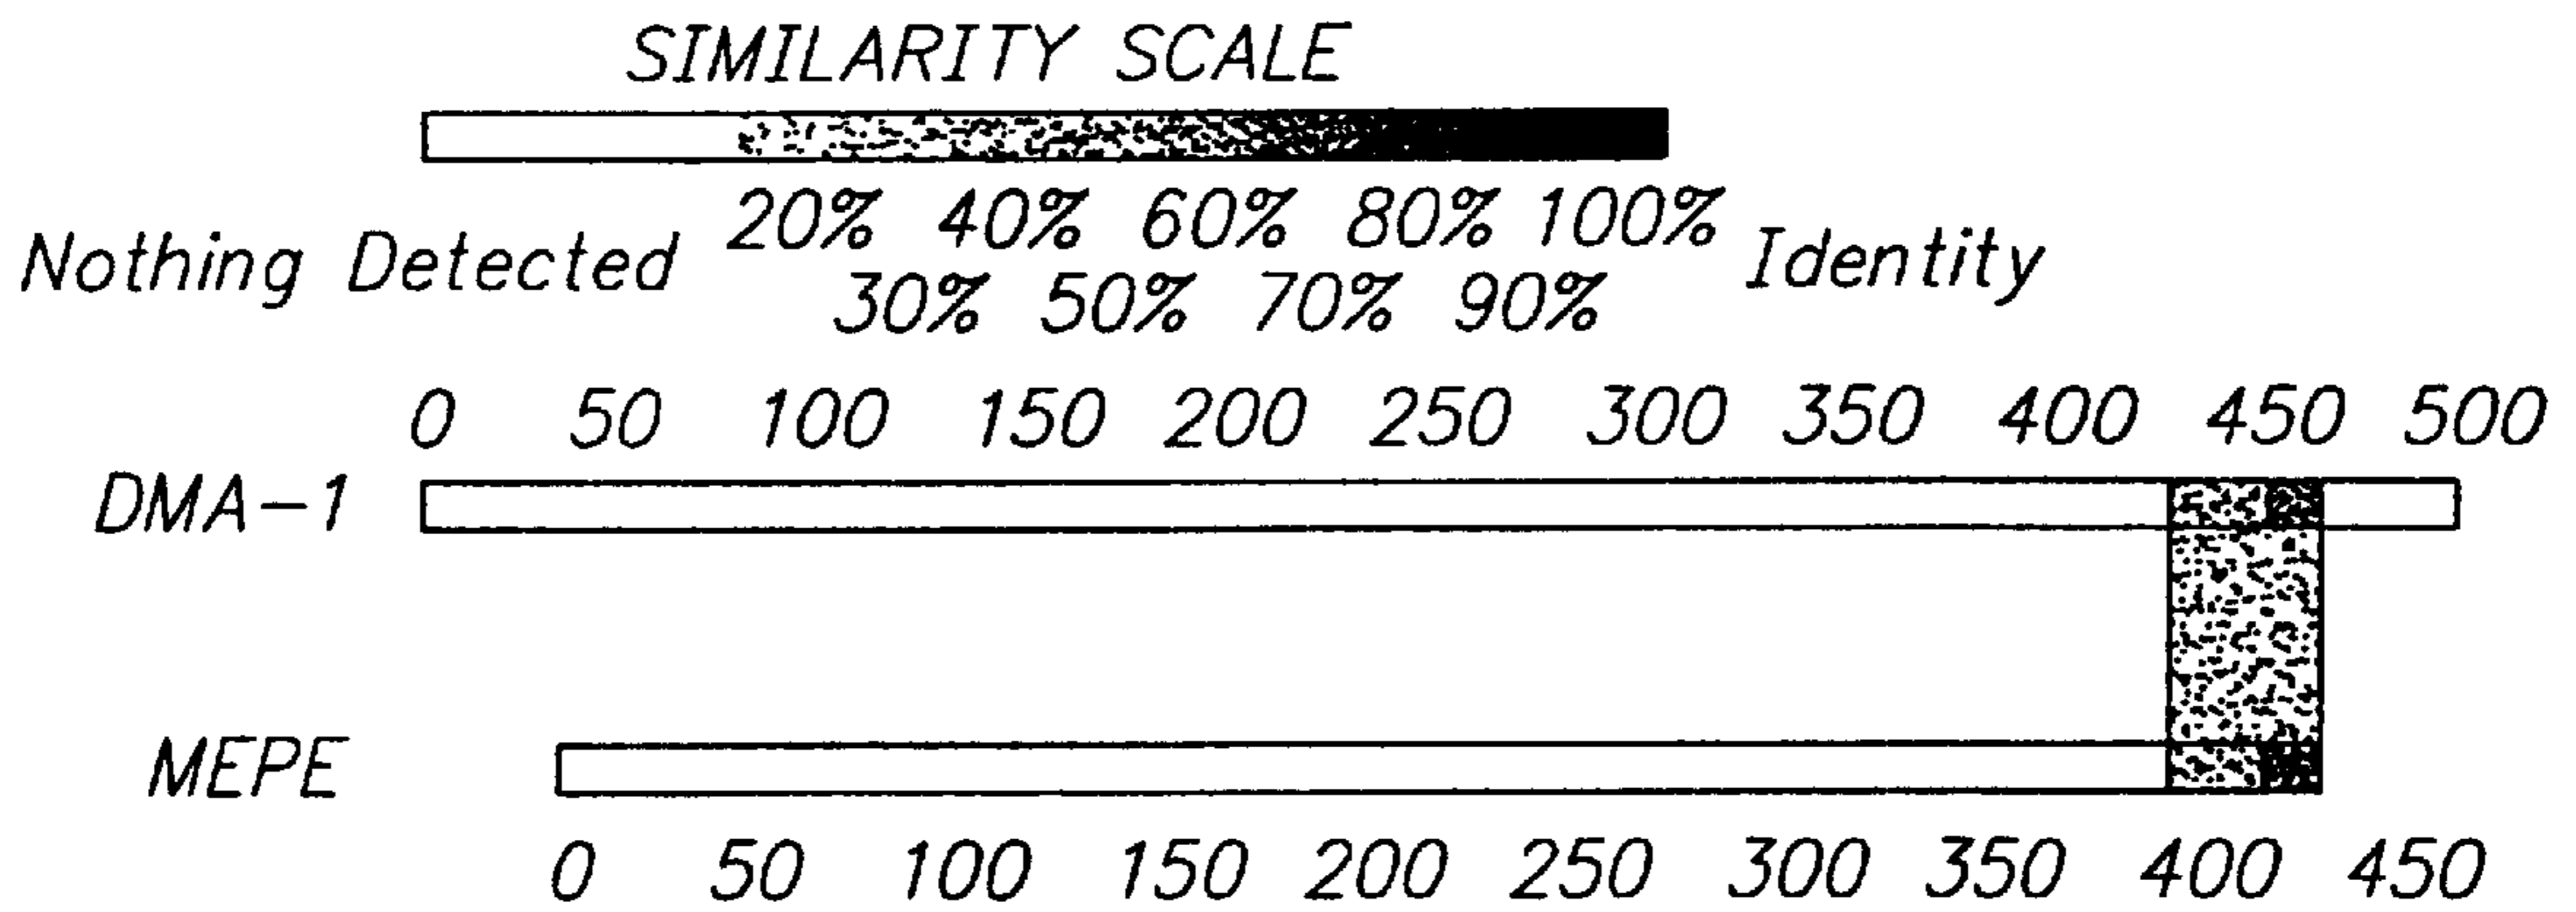 SIMILARITY SCALE
20% 40% 60% 80% 100%
Nothing Detected Identity
30% 50% 70% 90%
0 50 100 150 200 250 300 350 400 450 500
DMA-1
MEPE
0 50 100 150 200 250 300 350 400 450